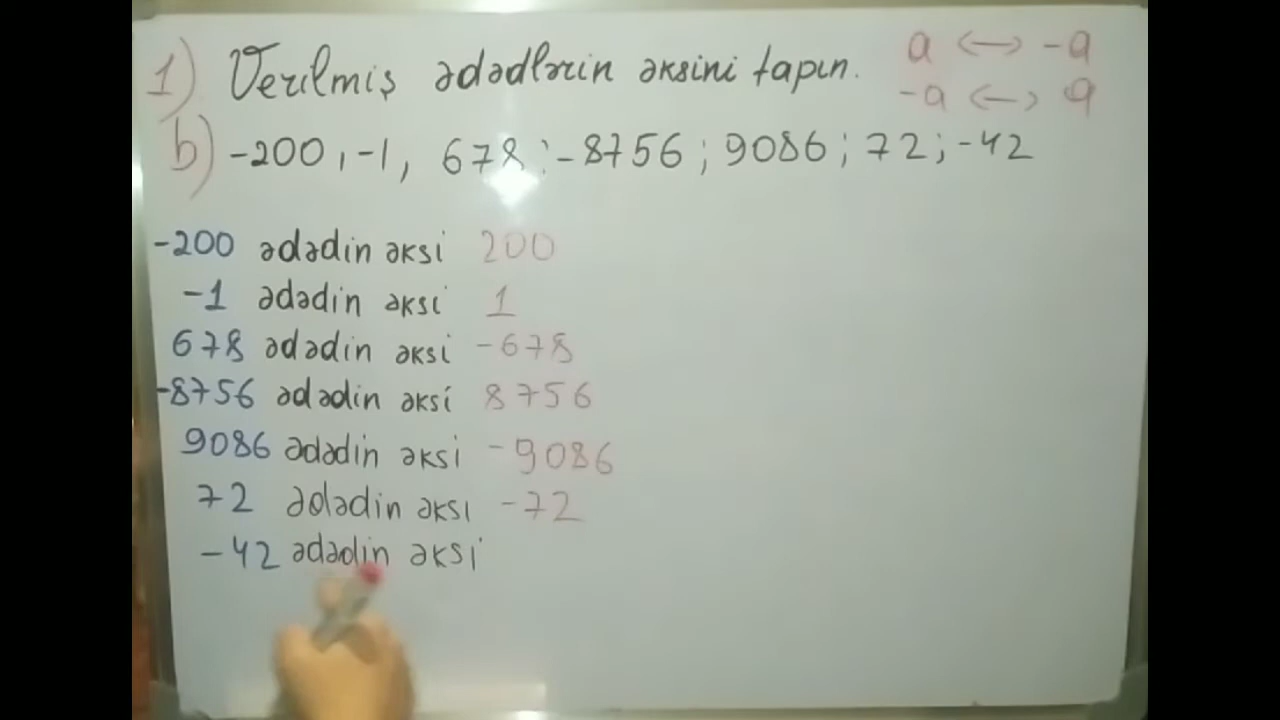 1) Verilmiş ədədlərin əksini tapın. a ↔ -a
-a ↔ a
b) -200, -1, 678; -8756; 9086; 72; -42
-200 ədədin əksi 200
-1 ədədin əksi 1
678 ədədin əksi -678
-8756 ədədin əksi 8756
9086 ədədin əksi -9086
72 ədədin əksi -72
-42 ədədin əksi